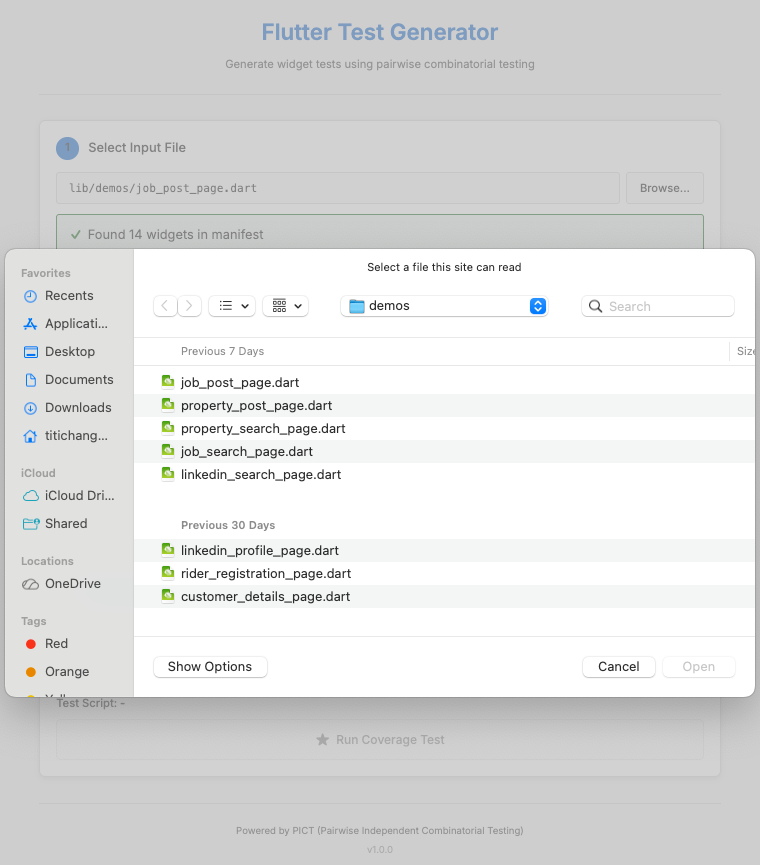 Flutter Test Generator
Generate widget tests using pairwise combinatorial testing
1 Select Input File
lib/demos/job_post_page.dart
Browse...
Found 14 widgets in manifest
Favorites
Recents
Applicati...
Desktop
Documents
Downloads
titichang...
iCloud
iCloud Dri...
Shared
Locations
OneDrive
Tags
Red
Orange
Select a file this site can read
demos
Search
Previous 7 Days
Size
job_post_page.dart
property_post_page.dart
property_search_page.dart
job_search_page.dart
linkedin_search_page.dart
Previous 30 Days
linkedin_profile_page.dart
rider_registration_page.dart
customer_details_page.dart
Show Options
Cancel
Open
Test Script: -
Run Coverage Test
Powered by PICT (Pairwise Independent Combinatorial Testing)
v1.0.0